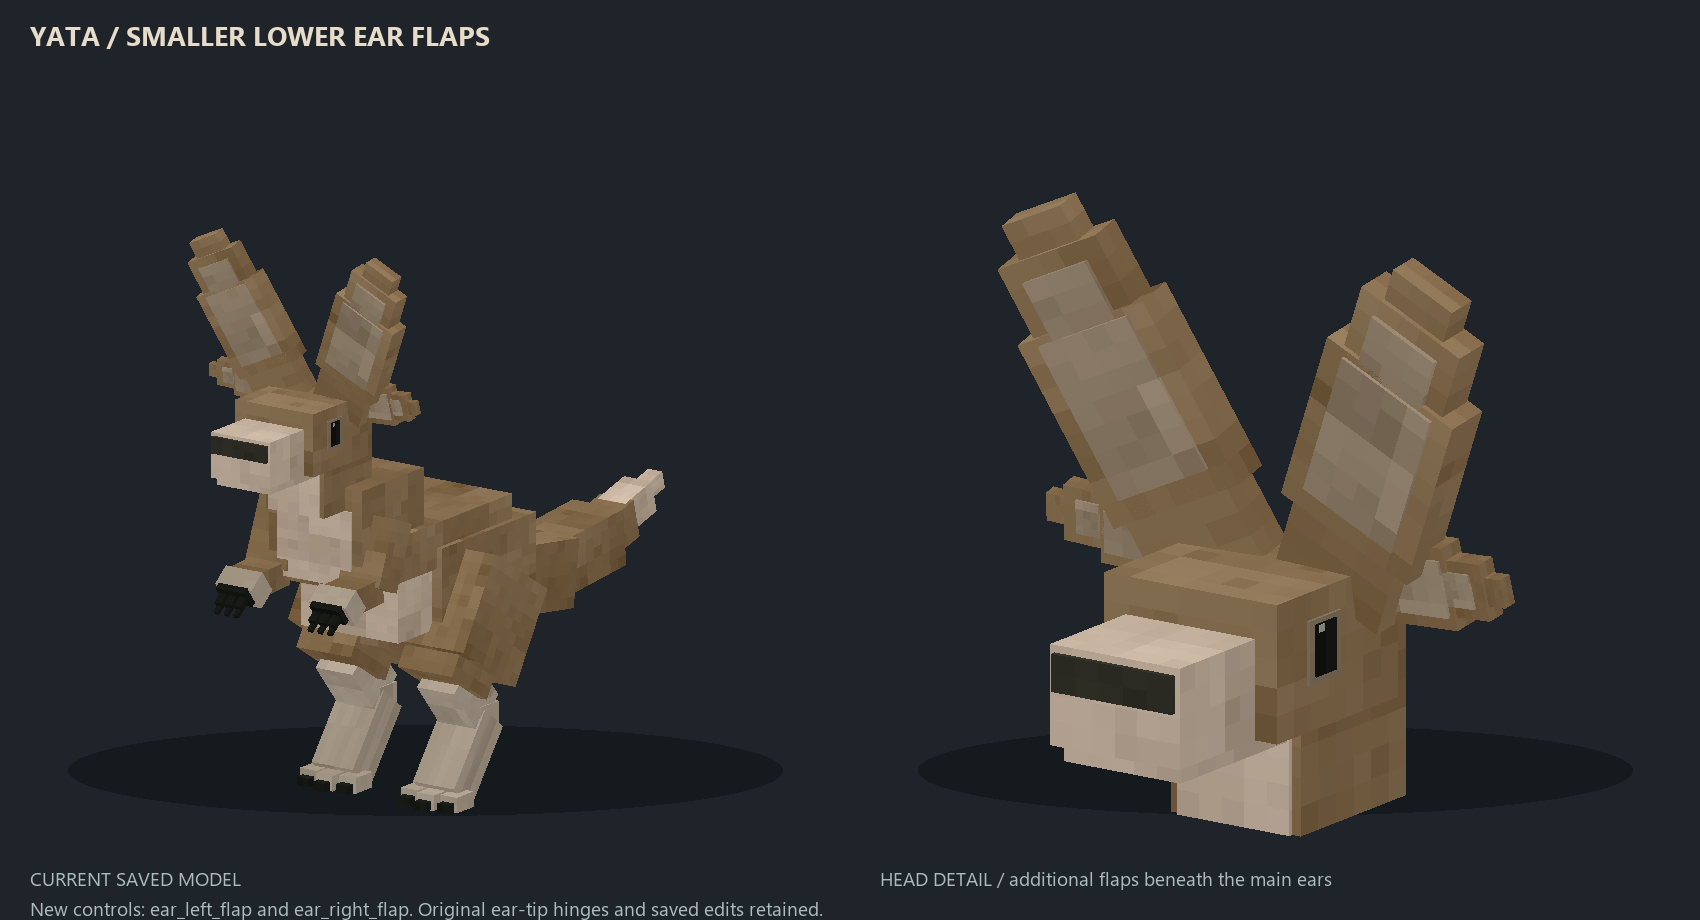 YATA / SMALLER LOWER EAR FLAPS
CURRENT SAVED MODEL
New controls: ear_left_flap and ear_right_flap. Original ear-tip hinges and saved edits retained.
HEAD DETAIL / additional flaps beneath the main ears